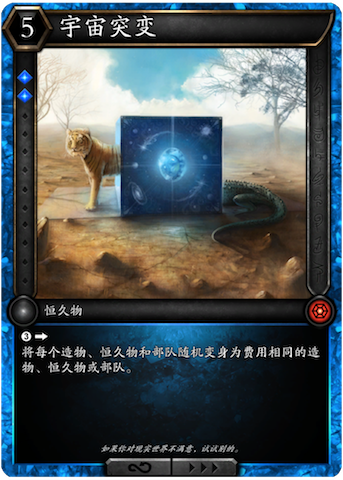 5 宇宙突变
恒久物
3
将每个造物、恒久物和部队随机变身为费用相同的造
物、恒久物或部队。
如果你对现实世界不满意，试试别的。